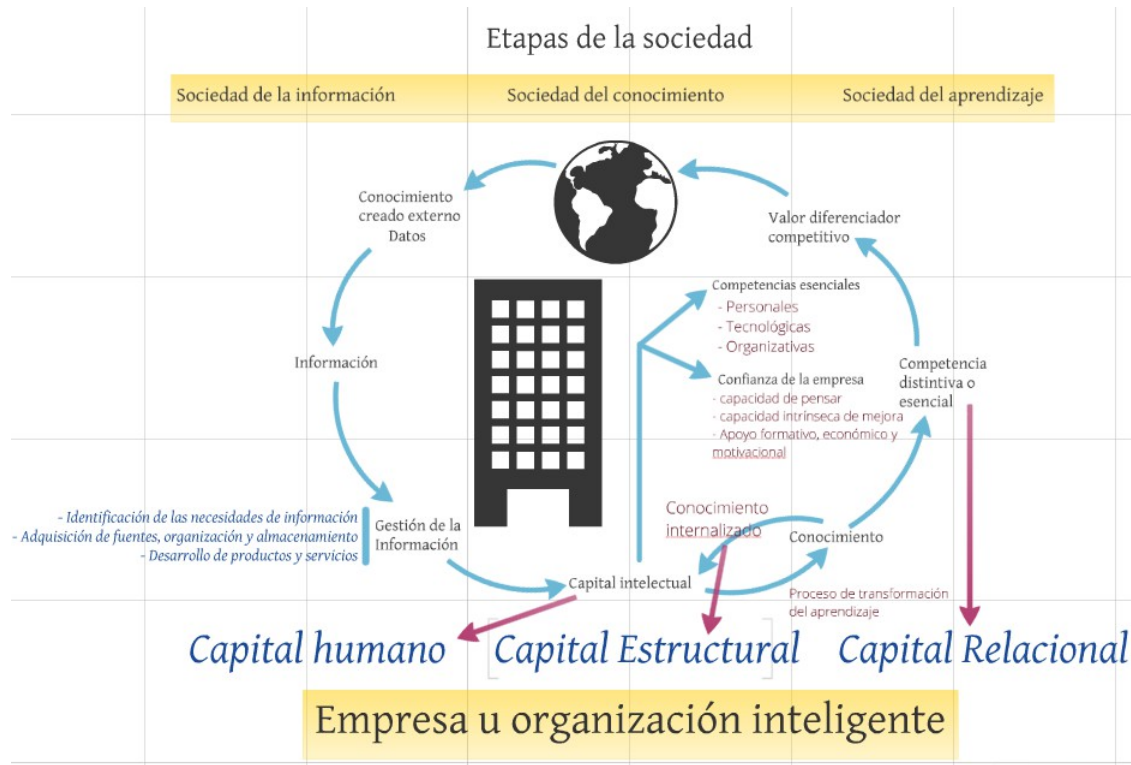 Etapas de la sociedad
Sociedad de la información
Sociedad del conocimiento
Sociedad del aprendizaje
Conocimiento
creado externo
Datos
Valor diferenciador
competitivo
Competencias esenciales
- Personales
- Tecnológicas
- Organizativas
Información
Confianza de la empresa
- capacidad de pensar
- capacidad intrínseca de mejora
- Apoyo formativo, económico y
motivacional
Competencia
distintiva o
esencial
- Identificación de las necesidades de información
- Adquisición de fuentes, organización y almacenamiento
- Desarrollo de productos y servicios
Gestión de la
Información
Conocimiento
internalizado
Conocimiento
Capital intelectual
Proceso de transformación
del aprendizaje
Capital humano
Capital Estructural
Capital Relacional
Empresa u organización inteligente